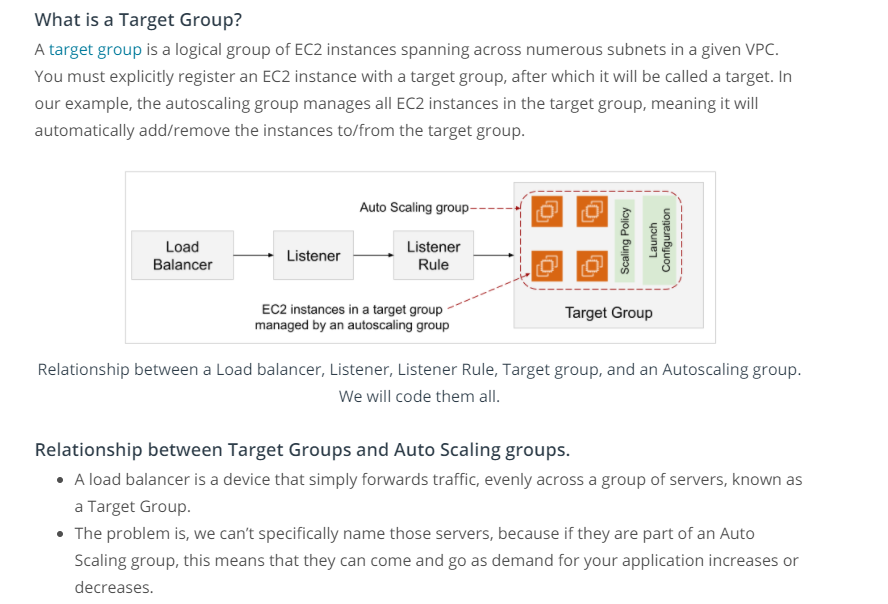 What is a Target Group?
A target group is a logical group of EC2 instances spanning across numerous subnets in a given VPC.
You must explicitly register an EC2 instance with a target group, after which it will be called a target. In
our example, the autoscaling group manages all EC2 instances in the target group, meaning it will
automatically add/remove the instances to/from the target group.
Auto Scaling group
Load
Balancer
Listener
Listener
Rule
Scaling Policy
Launch
Configuration
EC2 instances in a target group
managed by an autoscaling group
Target Group
Relationship between a Load balancer, Listener, Listener Rule, Target group, and an Autoscaling group.
We will code them all.
Relationship between Target Groups and Auto Scaling groups.
• A load balancer is a device that simply forwards traffic, evenly across a group of servers, known as
a Target Group.
• The problem is, we can’t specifically name those servers, because if they are part of an Auto
Scaling group, this means that they can come and go as demand for your application increases or
decreases.